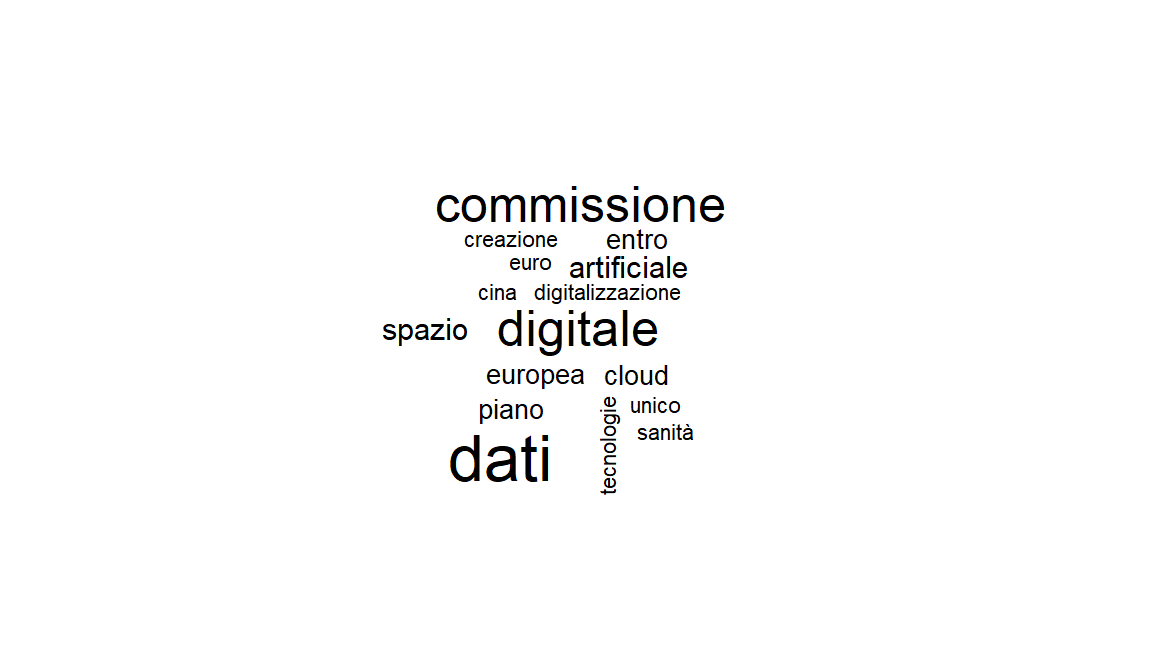 commissione
creazione entro
euro artificiale
cina digitalizzazione
spazio digitale
europea cloud
piano unico
tecnologie sanità
dati